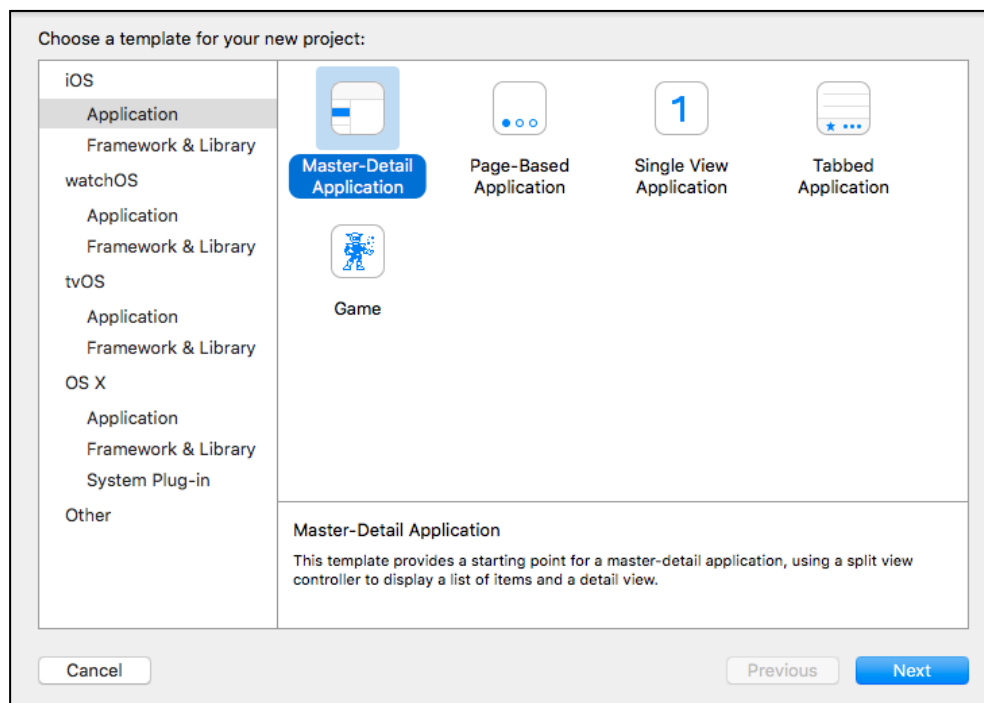 Choose a template for your new project:
iOS
Application
Framework & Library
watchOS
Application
Framework & Library
tvOS
Application
Framework & Library
OS X
Application
Framework & Library
System Plug-in
Other
Master-Detail
Application
Page-Based
Application
1
Single View
Application
Tabbed
Application
Game
Master-Detail Application
This template provides a starting point for a master-detail application, using a split view
controller to display a list of items and a detail view.
Cancel
Previous
Next